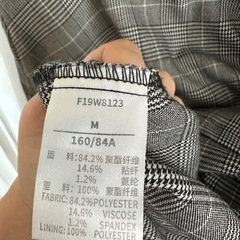 F19W8123
M
160/84A
面 料:84.2% 聚酯纤维
14.6% 粘纤
1.2% 氨纶
里 料:100% 聚酯纤维
FABRIC:84.2%POLYESTER
14.6% VISCOSE
1.2% SPANDEX
LINING:100% POLYESTER